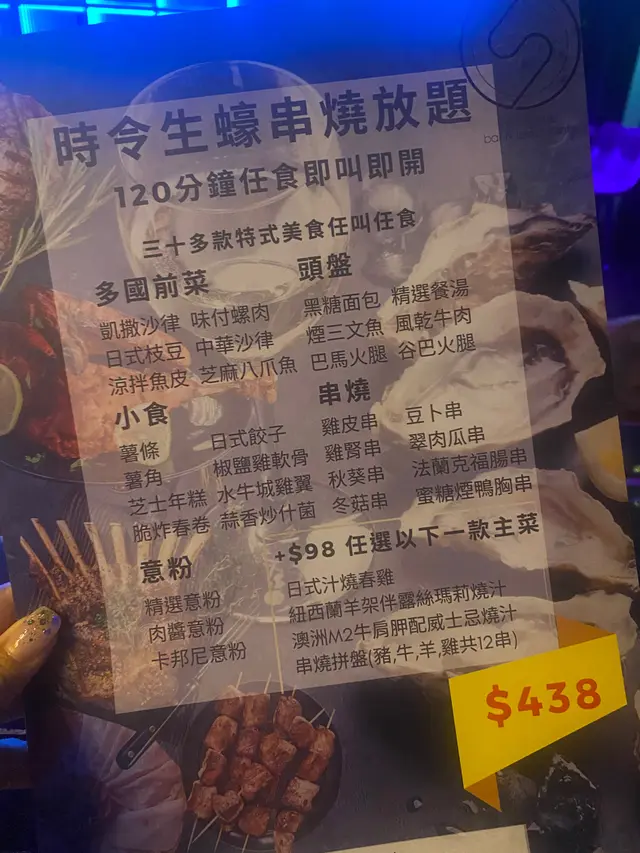 時令生蠔串燒放題
120分鐘任食即叫即開
三十多款特式美食任叫任食
多國前菜
凱撒沙律 味付螺肉
日式枝豆 中華沙律
涼拌魚皮 芝麻八爪魚
頭盤
黑糖面包 精選餐湯
煙三文魚 風乾牛肉
巴馬火腿 谷巴火腿
小食
薯條 日式餃子
薯角 椒鹽雞軟骨
芝士年糕 水牛城雞翼
脆炸春卷 蒜香炒什菌
串燒
雞皮串 豆卜串
雞腎串 翠肉瓜串
秋葵串 法蘭克福腸串
冬菇串 蜜糖煙鴨胸串
意粉
精選意粉
肉醬意粉
卡邦尼意粉
+$98 任選以下一款主菜
日式汁燒春雞
紐西蘭羊架伴露絲瑪莉燒汁
澳洲M2牛肩胛配威士忌燒汁
串燒拼盤(豬,牛,羊,雞共12串)
$438